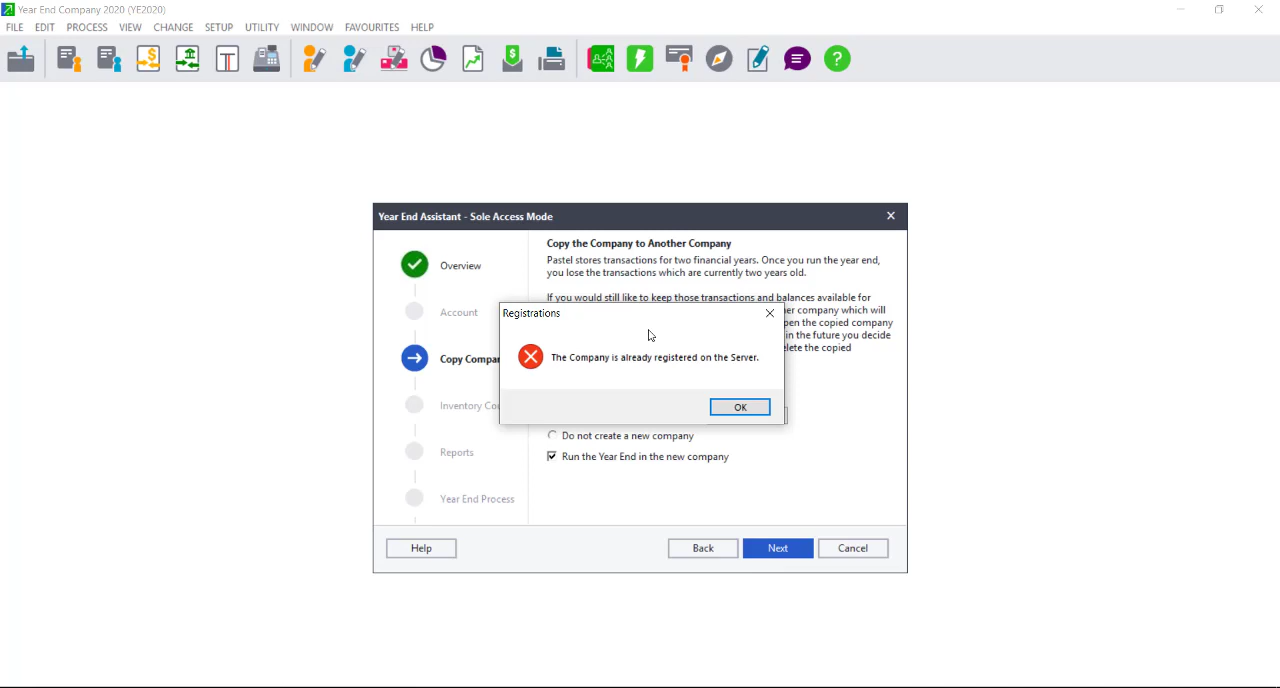 Year End Company 2020 (YE2020)
FILE EDIT PROCESS VIEW CHANGE SETUP UTILITY WINDOW FAVOURITES HELP
Year End Assistant - Sole Access Mode
Overview
Account
Copy Compan
Inventory Co
Reports
Year End Process
Copy the Company to Another Company
Pastel stores transactions for two financial years. Once you run the year end,
you lose the transactions which are currently two years old.
If you would still like to keep those transactions and balances available for
er company which will
pen the copied company
in the future you decide
lete the copied
Registrations
The Company is already registered on the Server.
OK
Do not create a new company
Run the Year End in the new company
Help
Back
Next
Cancel